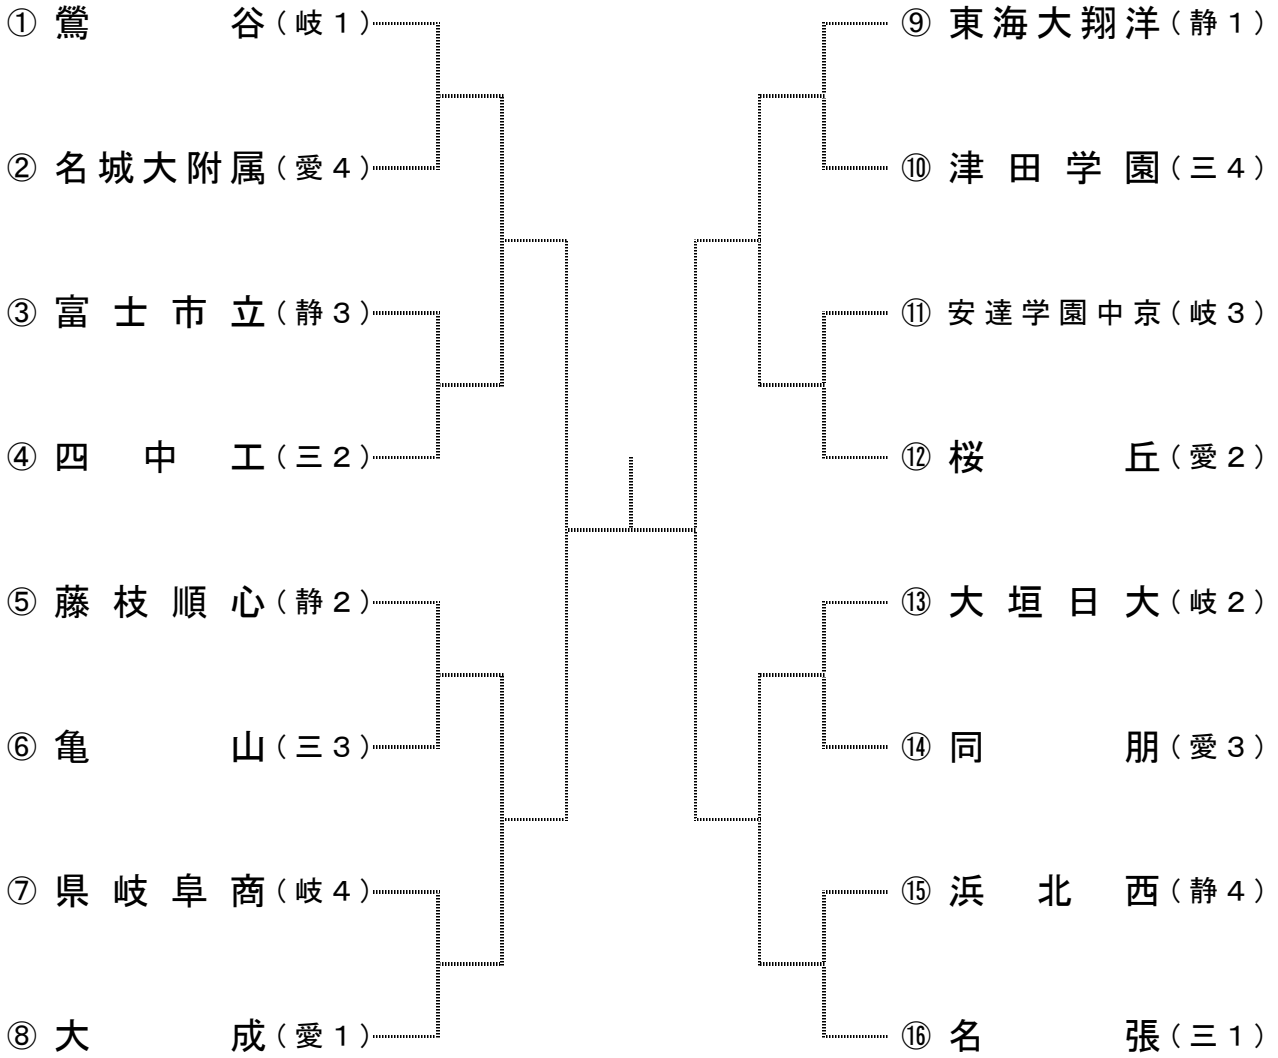 ① 鶯谷(岐1)
② 名城大附属(愛4)
③ 富士市立(静3)
④ 四中工(三2)
⑤ 藤枝順心(静2)
⑥ 亀山(三3)
⑦ 県岐阜商(岐4)
⑧ 大成(愛1)
⑨ 東海大翔洋(静1)
⑩ 津田学園(三4)
⑪ 安達学園中京(岐3)
⑫ 桜丘(愛2)
⑬ 大垣日大(岐2)
⑭ 同朋(愛3)
⑮ 浜北西(静4)
⑯ 名張(三1)